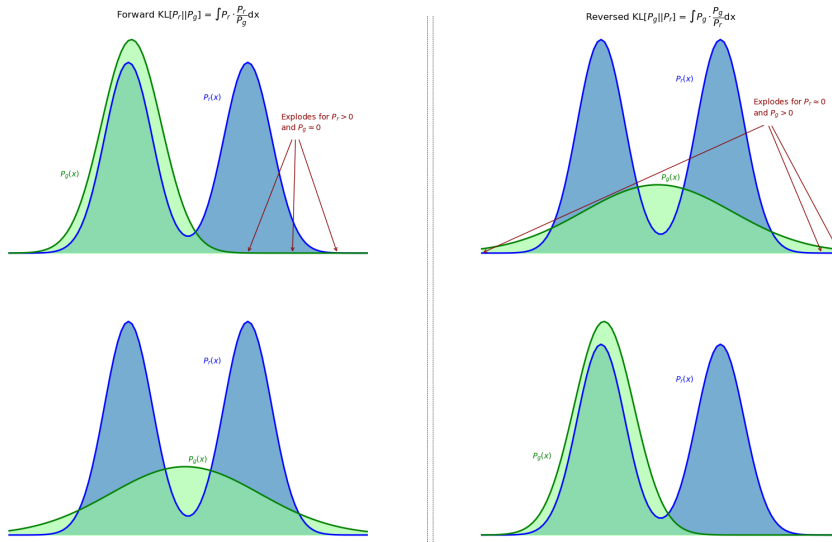 Forward KL[P_r||P_g] = ∫P_r · P_r/P_g dx
P_r(x)
Explodes for P_r > 0
and P_g ≃ 0
P_g(x)
Reversed KL[P_g||P_r] = ∫P_g · P_g/P_r dx
P_r(x)
Explodes for P_r ≃ 0
and P_g > 0
P_g(x)
P_r(x)
P_g(x)
P_r(x)
P_g(x)